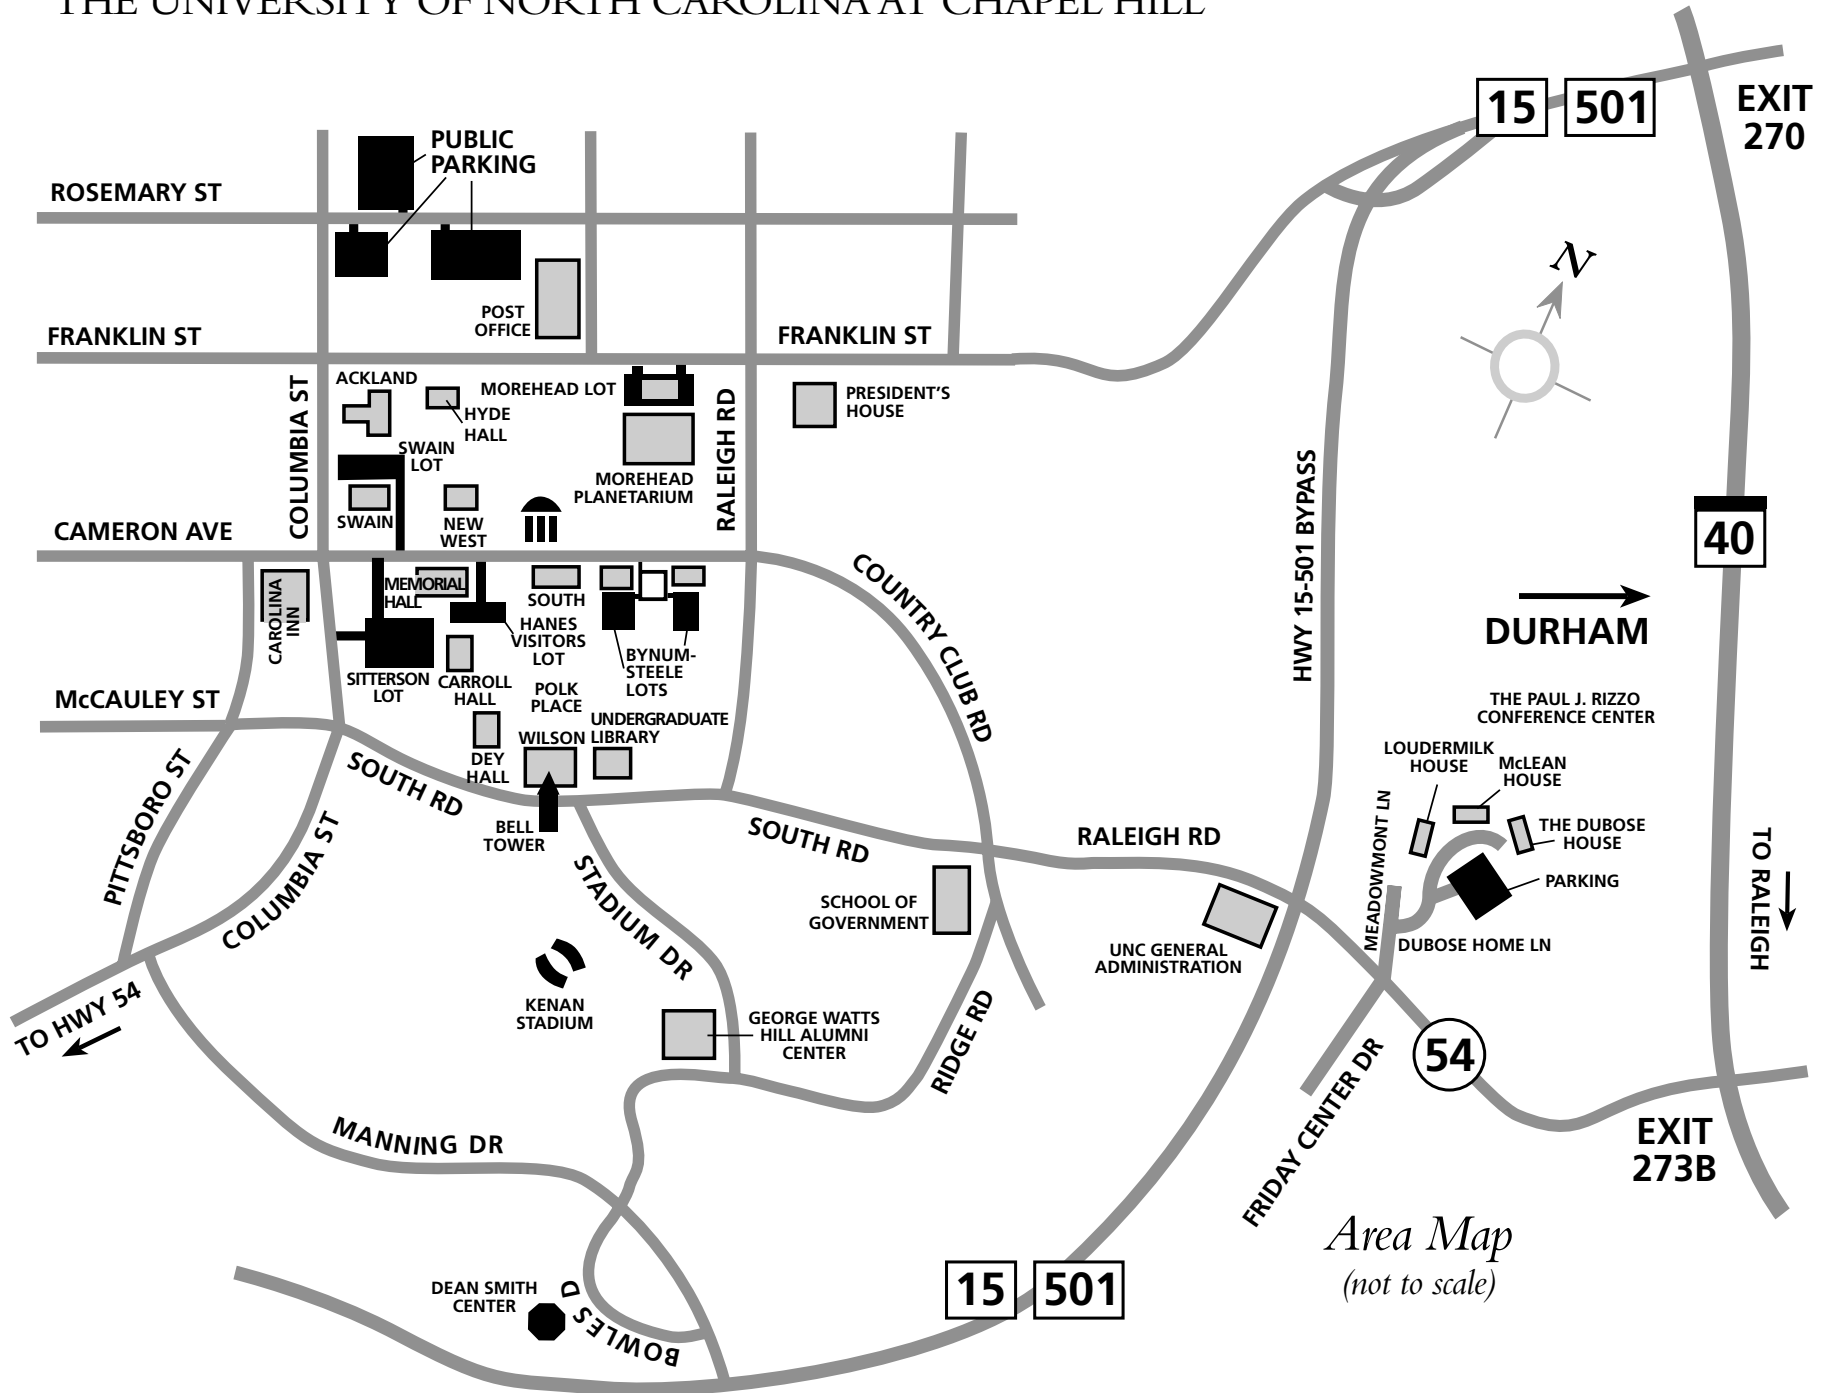 THE UNIVERSITY OF NORTH CAROLINA AT CHAPEL HILL
15
501
EXIT
270
PUBLIC
PARKING
ROSEMARY ST
N
POST
OFFICE
FRANKLIN ST
FRANKLIN ST
ACKLAND
HYDE
HALL
MOREHEAD LOT
PRESIDENT'S
HOUSE
COLUMBIA ST
RALEIGH RD
SWAIN
LOT
MOREHEAD
PLANETARIUM
HWY 15-501 BYPASS
SWAIN
NEW
WEST
CAMERON AVE
40
COUNTRY CLUB RD
CAROLINA
INN
MEMORIAL
HALL
SOUTH
HANES
VISITORS
LOT
BYNUM-
STEELE
LOTS
DURHAM
SITTERSON
LOT
CARROLL
HALL
POLK
PLACE
McCAULEY ST
UNDERGRADUATE
LIBRARY
WILSON
THE PAUL J. RIZZO
CONFERENCE CENTER
DEY
HALL
LOUDERMILK
HOUSE
McLEAN
HOUSE
PITTSBORO ST
SOUTH RD
BELL
TOWER
SOUTH RD
RALEIGH RD
MEADOWMONT LN
THE DUBOSE
HOUSE
TO RALEIGH
COLUMBIA ST
STADIUM DR
PARKING
SCHOOL OF
GOVERNMENT
UNC GENERAL
ADMINISTRATION
DUBOSE HOME LN
KENAN
STADIUM
TO HWY 54
GEORGE WATTS
HILL ALUMNI
CENTER
RIDGE RD
54
FRIDAY CENTER DR
MANNING DR
EXIT
273B
Area Map
(not to scale)
15
501
DEAN SMITH
CENTER
BOWLES D